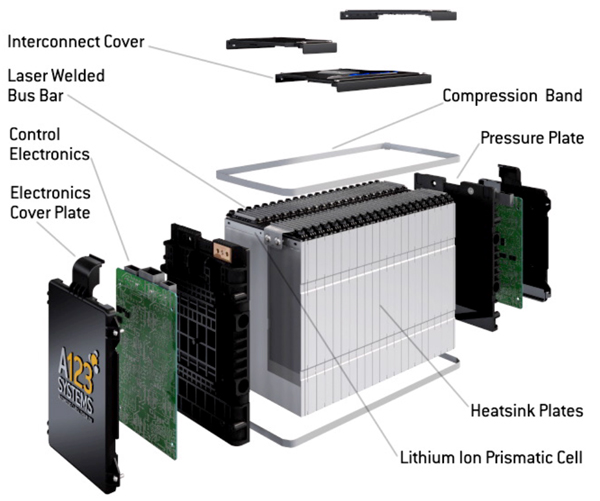 Interconnect Cover
Laser Welded
Bus Bar
Compression Band
Control
Electronics
Pressure Plate
Electronics
Cover Plate
A123
SYSTEMS
Heatsink Plates
Lithium Ion Prismatic Cell